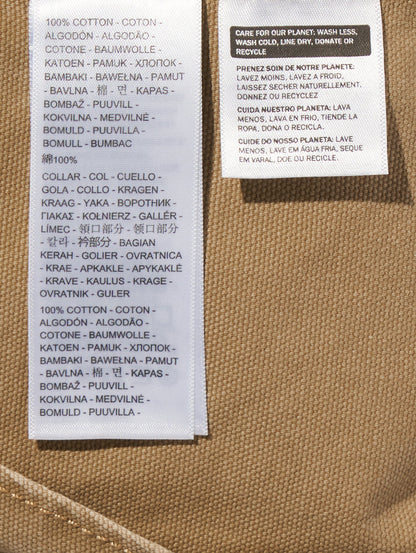 100% COTTON - COTON -
ALGODÓN - ALGODÃO -
COTONE - BAUMWOLLE -
KATOEN - PAMUK - ХЛОПОК -
BAMBAKI - BAWEŁNA - PAMUT
- BAVLNA - 棉 - 면 - KAPAS -
BOMBAŽ - PUUVILL -
KOKVILNA - MEDVILNĖ -
BOMULD - PUUVILLA -
BOMULL - BUMBAC
綿100%
COLLAR - COL - CUELLO -
GOLA - COLLO - KRAGEN -
KRAAG - YAKA - ВОРОТНИК -
ΓΙΑΚΑΣ - KOŁNIERZ - GALLÉR -
LÍMEC - 領口部分 - 领口部分
- 칼라 - 衿部分 - BAGIAN
KERAH - GOLIER - OVRATNICA
- KRAE - APKAKLE - APYKAKLĖ
- KRAVE - KAULUS - KRAGE -
OVRATNIK - GULER
100% COTTON - COTON -
ALGODÓN - ALGODÃO -
COTONE - BAUMWOLLE -
KATOEN - PAMUK - ХЛОПОК -
BAMBAKI - BAWEŁNA - PAMUT
- BAVLNA - 棉 - 면 - KAPAS -
BOMBAŽ - PUUVILL -
KOKVILNA - MEDVILNĖ -
BOMULD - PUUVILLA -
CARE FOR OUR PLANET: WASH LESS,
WASH COLD, LINE DRY, DONATE OR
RECYCLE
PRENEZ SOIN DE NOTRE PLANETE:
LAVEZ MOINS, LAVEZ A FROID,
LAISSEZ SECHER NATURELLEMENT,
DONNEZ OU RECYCLEZ
CUIDA NUESTRO PLANETA: LAVA
MENOS, LAVA EN FRIO, TIENDE LA
ROPA, DONA O RECICLA.
CUIDE DO NOSSO PLANETA: LAVE
MENOS, LAVE EM ÁGUA FRIA, SEQUE
EM VARAL, DOE OU RECICLE.